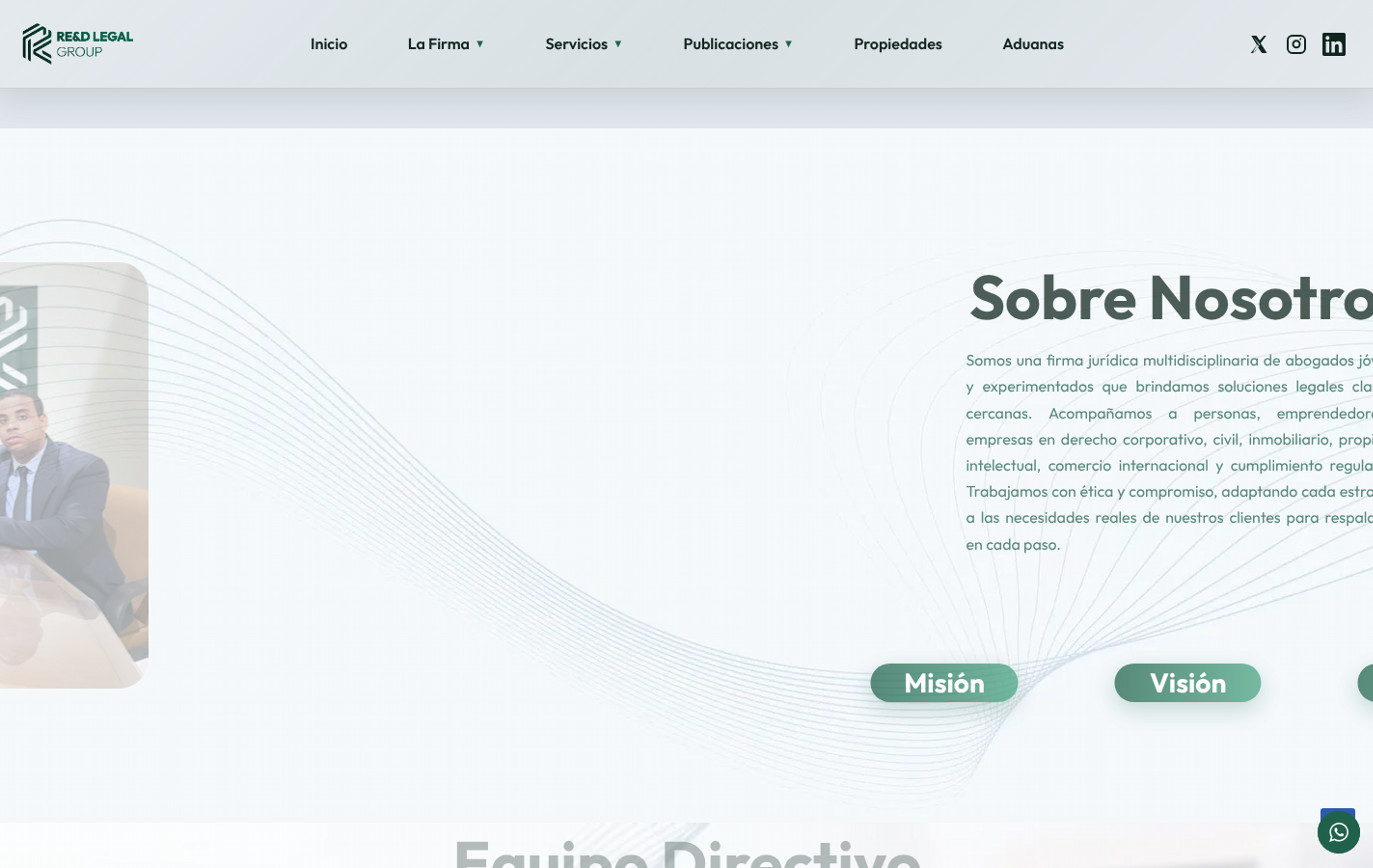 RE&D LEGAL
GROUP
Inicio
La Firma
Servicios
Publicaciones
Propiedades
Aduanas
Sobre Nosotro
Somos una firma jurídica multidisciplinaria de abogados jóv
y experimentados que brindamos soluciones legales cla
cercanas. Acompañamos a personas, emprendedor
empresas en derecho corporativo, civil, inmobiliario, propi
intelectual, comercio internacional y cumplimiento regula
Trabajamos con ética y compromiso, adaptando cada estra
a las necesidades reales de nuestros clientes para respald
en cada paso.
Misión
Visión
Equipo Directivo